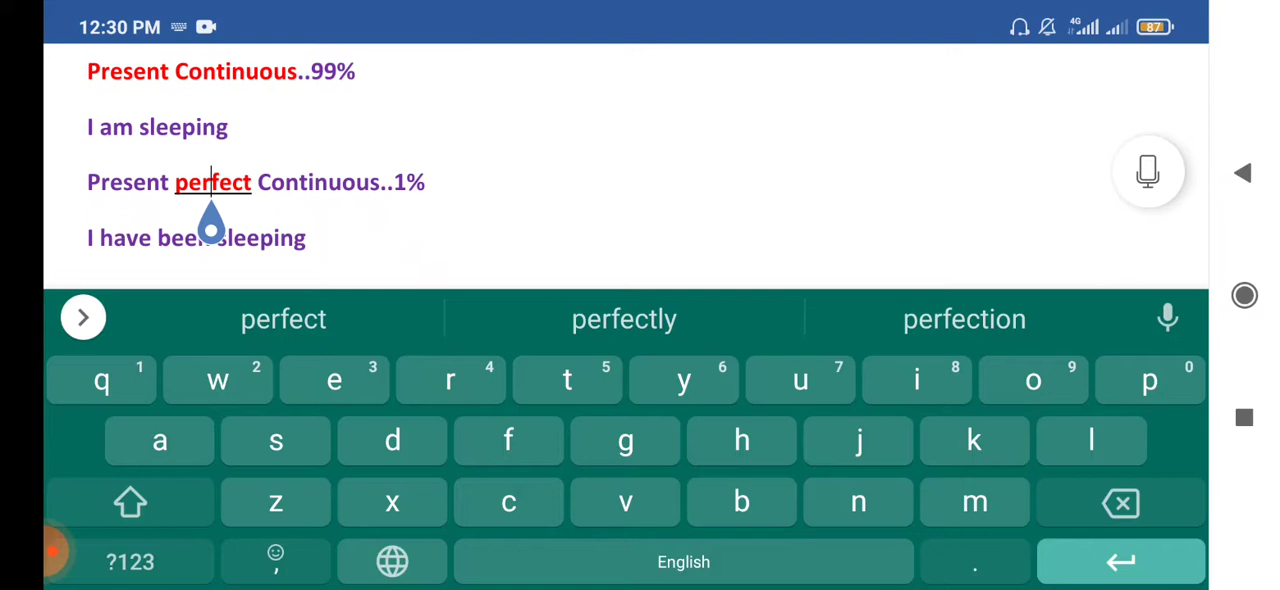 12:30 PM 4G 87
Present Continuous..99%
I am sleeping
Present perfect Continuous..1%
I have been sleeping
perfect perfectly perfection
q 1 w 2 e 3 r 4 t 5 y 6 u 7 i 8 o 9 p 0
a s d f g h j k l
z x c v b n m
?123 , English .